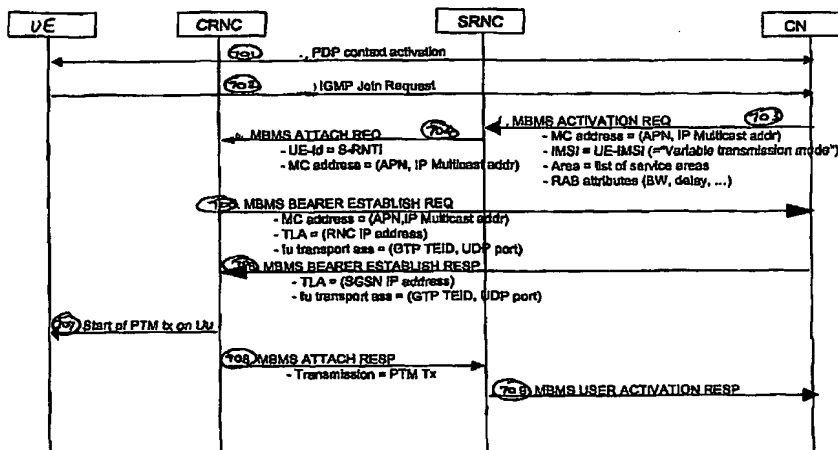 UE CRNC SRNC CN
701 ., PDP context activation
702 ) IGMP Join Request
703 MBMS ACTIVATION REQ
- MC address = (APN, IP Multicast addr)
- IMSI = UE-IMSI (="Variable transmission mode")
- Area = list of service areas
- RAB attributes (BW, delay, ...)
704 MBMS ATTACH REQ
- UE-Id = S-RNTI
- MC address = (APN, IP Multicast addr)
MBMS BEARER ESTABLISH REQ
- MC address = (APN,IP Multicast addr)
- TLA = (RNC IP address)
- Iu transport ass = (GTP TEID, UDP port)
MBMS BEARER ESTABLISH RESP
- TLA = (SGSN IP address)
- Iu transport ass = (GTP TEID, UDP port)
707 Start of PTM tx on Uu
708 MBMS ATTACH RESP
- Transmission = PTM Tx
709 MBMS USER ACTIVATION RESP